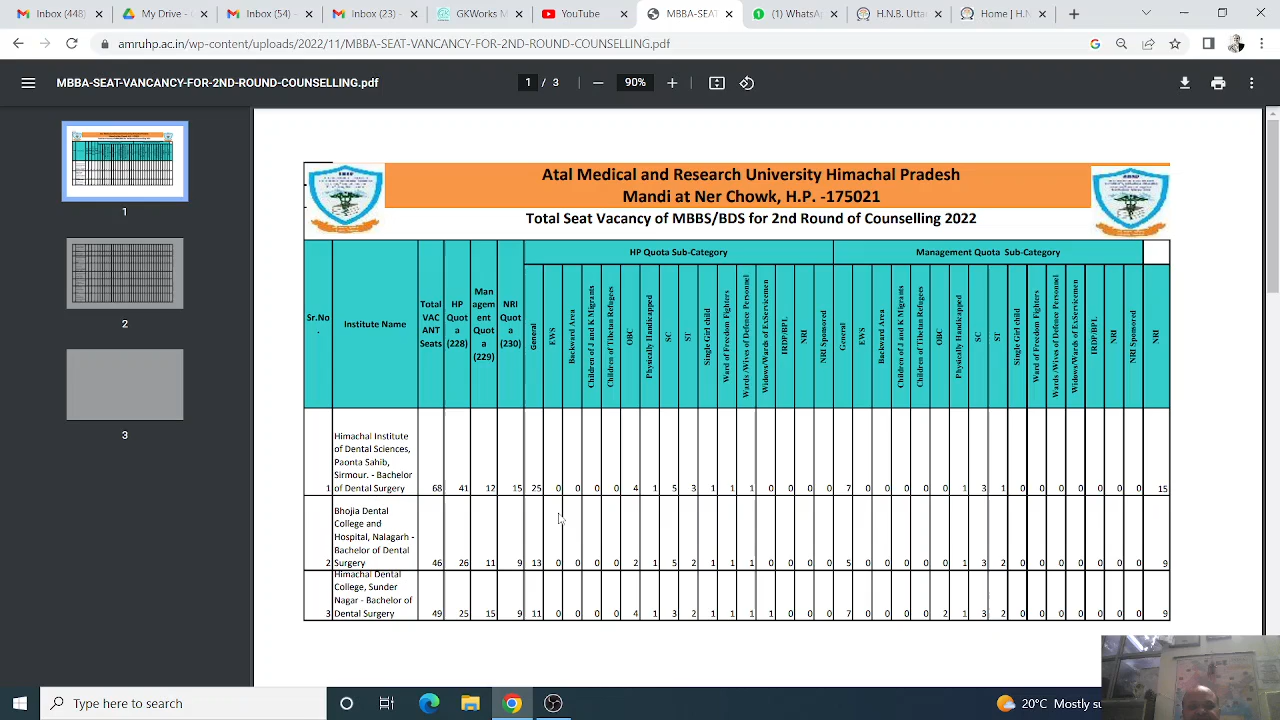 Inbox (448)
My Drive -
Inbox (54) -
Inbox (23)
GKWorks M
YouTube
MBBA-SEAT
(1) WhatsA
H.N.B. Utta
Home | H.N
amruhp.ac.in/wp-content/uploads/2022/11/MBBA-SEAT-VANCANCY-FOR-2ND-ROUND-COUNSELLING.pdf
MBBA-SEAT-VANCANCY-FOR-2ND-ROUND-COUNSELLING.pdf
1 / 3
90%
1
2
3
Atal Medical and Research University Himachal Pradesh
Mandi at Ner Chowk, H.P. -175021
Total Seat Vacancy of MBBS/BDS for 2nd Round of Counselling 2022
HP Quota Sub-Category Management Quota Sub-Category
Sr.No
.
Institute Name
Total
VAC
ANT
Seats
HP
Quot
a
(228)
Man
agem
ent
Quot
a
(229)
NRI
Quot
a
(230)
General
EWS
Backward Area
Children of J and K Migrants
Children of Tibetan Refugees
OBC
Physically Handicapped
SC
ST
Single Girl child
Ward of Freedom Fighters
Wards /Wives of Defence Personnel
Widows/Wards of ExServicemen
IRDP/BPL
NRI
NRI Sponsored
General
EWS
Backward Area
Children of J and K Migrants
Children of Tibetan Refugees
OBC
Physically Handicapped
SC
ST
Single Girl child
Ward of Freedom Fighters
Wards /Wives of Defence Personnel
Widows/Wards of ExServicemen
IRDP/BPL
NRI
NRI Sponsored
NRI
Himachal Institute
of Dental Sciences,
Paonta Sahib,
Sirmour. - Bachelor
1 of Dental Surgery 68 41 12 15 25 0 0 0 0 4 1 5 3 1 1 1 0 0 0 0 7 0 0 0 0 0 1 3 1 0 0 0 0 0 0 0 15
Bhojia Dental
College and
Hospital, Nalagarh -
Bachelor of Dental
2 Surgery 46 26 11 9 13 0 0 0 0 2 1 5 2 1 1 1 0 0 0 0 5 0 0 0 0 0 1 3 2 0 0 0 0 0 0 0 9
Himachal Dental
College, Sunder
Nagar - Bachelor of
3 Dental Surgery 49 25 15 9 11 0 0 0 0 4 1 3 2 1 1 1 1 0 0 0 7 0 0 0 0 2 1 3 2 0 0 0 0 0 0 0 9
Type here to search
20°C Mostly su